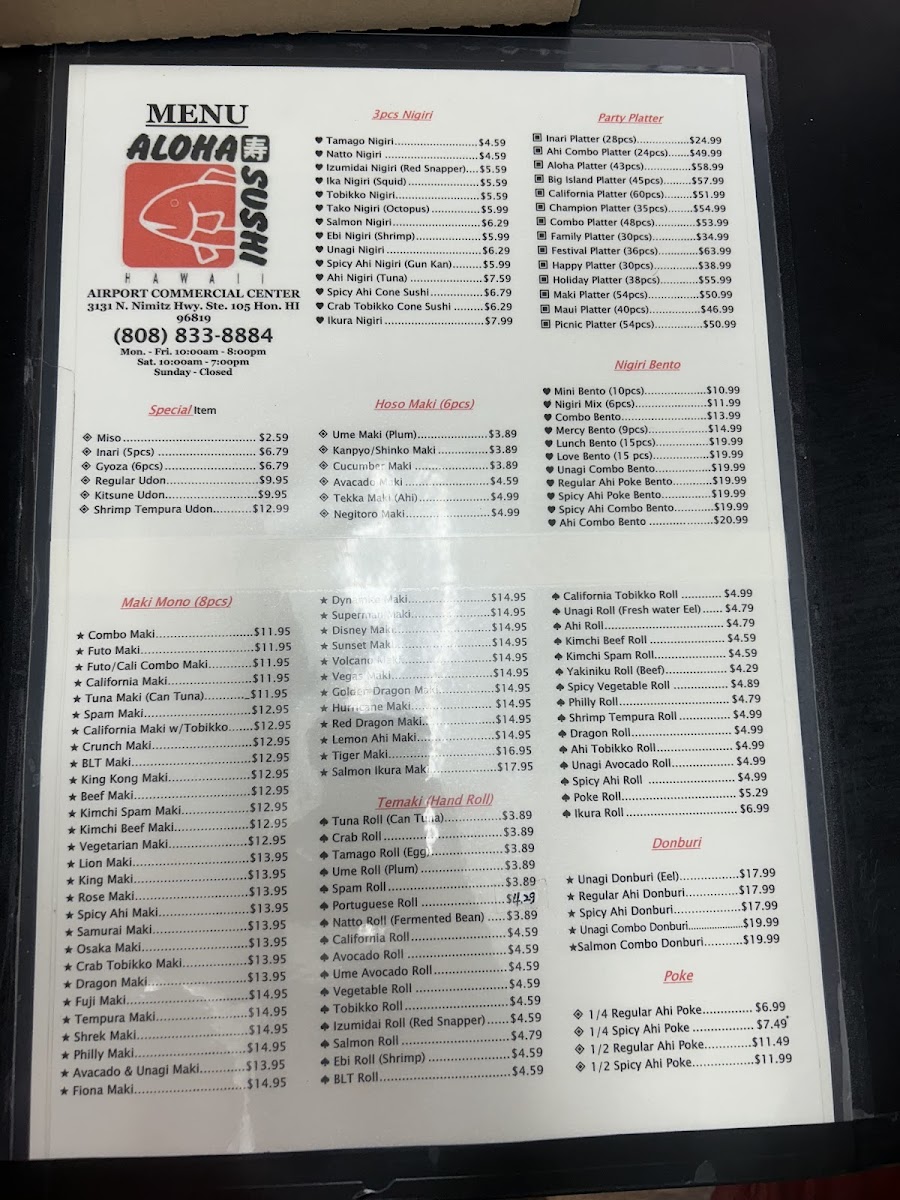 MENU
ALOHA 寿
SUSHI
HAWAII
AIRPORT COMMERCIAL CENTER
3131 N. Nimitz Hwy. Ste. 105 Hon. HI
96819
(808) 833-8884
Mon. - Fri. 10:00am - 8:00pm
Sat. 10:00am - 7:00pm
Sunday - Closed
Special Item
Miso $2.59
Inari (5pcs) $6.79
Gyoza (6pcs) $6.79
Regular Udon $9.95
Kitsune Udon $9.95
Shrimp Tempura Udon $12.99
3pcs Nigiri
Tamago Nigiri $4.59
Natto Nigiri $4.59
Izumidai Nigiri (Red Snapper) $5.59
Ika Nigiri (Squid) $5.59
Tobikko Nigiri $5.59
Tako Nigiri (Octopus) $5.99
Salmon Nigiri $6.29
Ebi Nigiri (Shrimp) $5.99
Unagi Nigiri $6.29
Spicy Ahi Nigiri (Gun Kan) $5.99
Ahi Nigiri (Tuna) $7.59
Spicy Ahi Cone Sushi $6.79
Crab Tobikko Cone Sushi $6.29
Ikura Nigiri $7.99
Hoso Maki (6pcs)
Ume Maki (Plum) $3.89
Kanpyo/Shinko Maki $3.89
Cucumber Maki $3.89
Avacado Maki $4.59
Tekka Maki (Ahi) $4.99
Negitoro Maki $4.99
Party Platter
Inari Platter (28pcs) $24.99
Ahi Combo Platter (24pcs) $49.99
Aloha Platter (43pcs) $58.99
Big Island Platter (45pcs) $57.99
California Platter (60pcs) $51.99
Champion Platter (35pcs) $54.99
Combo Platter (48pcs) $53.99
Family Platter (30pcs) $34.99
Festival Platter (36pcs) $63.99
Happy Platter (30pcs) $38.99
Holiday Platter (38pcs) $55.99
Maki Platter (54pcs) $50.99
Maui Platter (40pcs) $46.99
Picnic Platter (54pcs) $50.99
Nigiri Bento
Mini Bento (10pcs) $10.99
Nigiri Mix (6pcs) $11.99
Combo Bento $13.99
Mercy Bento (9pcs) $14.99
Lunch Bento (15pcs) $19.99
Love Bento (15 pcs) $19.99
Unagi Combo Bento $19.99
Regular Ahi Poke Bento $19.99
Spicy Ahi Poke Bento $19.99
Spicy Ahi Combo Bento $19.99
Ahi Combo Bento $20.99
Maki Mono (8pcs)
Combo Maki $11.95
Futo Maki $11.95
Futo/Cali Combo Maki $11.95
California Maki $11.95
Tuna Maki (Can Tuna) $11.95
Spam Maki $12.95
California Maki w/Tobikko $12.95
Crunch Maki $12.95
BLT Maki $12.95
King Kong Maki $12.95
Beef Maki $12.95
Kimchi Spam Maki $12.95
Kimchi Beef Maki $12.95
Vegetarian Maki $12.95
Lion Maki $13.95
King Maki $13.95
Rose Maki $13.95
Spicy Ahi Maki $13.95
Samurai Maki $13.95
Osaka Maki $13.95
Crab Tobikko Maki $13.95
Dragon Maki $13.95
Fuji Maki $14.95
Tempura Maki $14.95
Shrek Maki $14.95
Philly Maki $14.95
Avacado & Unagi Maki $13.95
Fiona Maki $14.95
Dynamite Maki $14.95
Superman Maki $14.95
Disney Maki $14.95
Sunset Maki $14.95
Volcano Maki $14.95
Vegas Maki $14.95
Golden Dragon Maki $14.95
Hurricane Maki $14.95
Red Dragon Maki $14.95
Lemon Ahi Maki $14.95
Tiger Maki $16.95
Salmon Ikura Maki $17.95
Temaki (Hand Roll)
Tuna Roll (Can Tuna) $3.89
Crab Roll $3.89
Tamago Roll (Egg) $3.89
Ume Roll (Plum) $3.89
Spam Roll $3.89
Portuguese Roll $4.29
Natto Roll (Fermented Bean) $3.89
California Roll $4.59
Avocado Roll $4.59
Ume Avocado Roll $4.59
Vegetable Roll $4.59
Tobikko Roll $4.59
Izumidai Roll (Red Snapper) $4.59
Salmon Roll $4.79
Ebi Roll (Shrimp) $4.59
BLT Roll $4.59
California Tobikko Roll $4.99
Unagi Roll (Fresh water Eel) $4.79
Ahi Roll $4.79
Kimchi Beef Roll $4.59
Kimchi Spam Roll $4.59
Yakiniku Roll (Beef) $4.29
Spicy Vegetable Roll $4.89
Philly Roll $4.79
Shrimp Tempura Roll $4.99
Dragon Roll $4.99
Ahi Tobikko Roll $4.99
Unagi Avocado Roll $4.99
Spicy Ahi Roll $4.99
Poke Roll $5.29
Ikura Roll $6.99
Donburi
Unagi Donburi (Eel) $17.99
Regular Ahi Donburi $17.99
Spicy Ahi Donburi $17.99
Unagi Combo Donburi $19.99
Salmon Combo Donburi $19.99
Poke
1/4 Regular Ahi Poke $6.99
1/4 Spicy Ahi Poke $7.49
1/2 Regular Ahi Poke $11.49
1/2 Spicy Ahi Poke $11.99